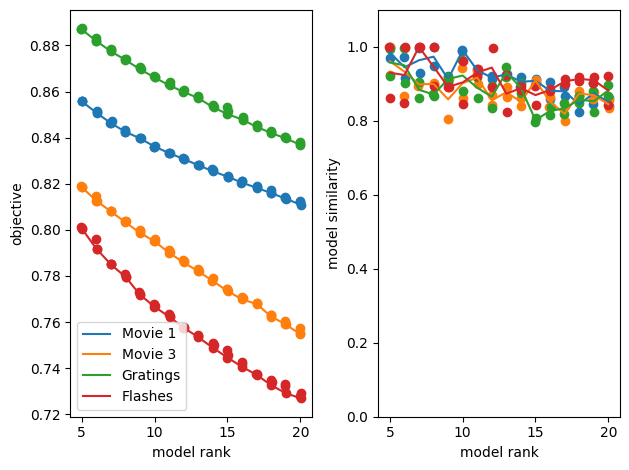 objective
0.88
0.86
0.84
0.82
0.80
0.78
0.76
0.74
0.72
Movie 1
Movie 3
Gratings
Flashes
5
10
15
20
model rank
model similarity
1.0
0.8
0.6
0.4
0.2
0.0
5
10
15
20
model rank